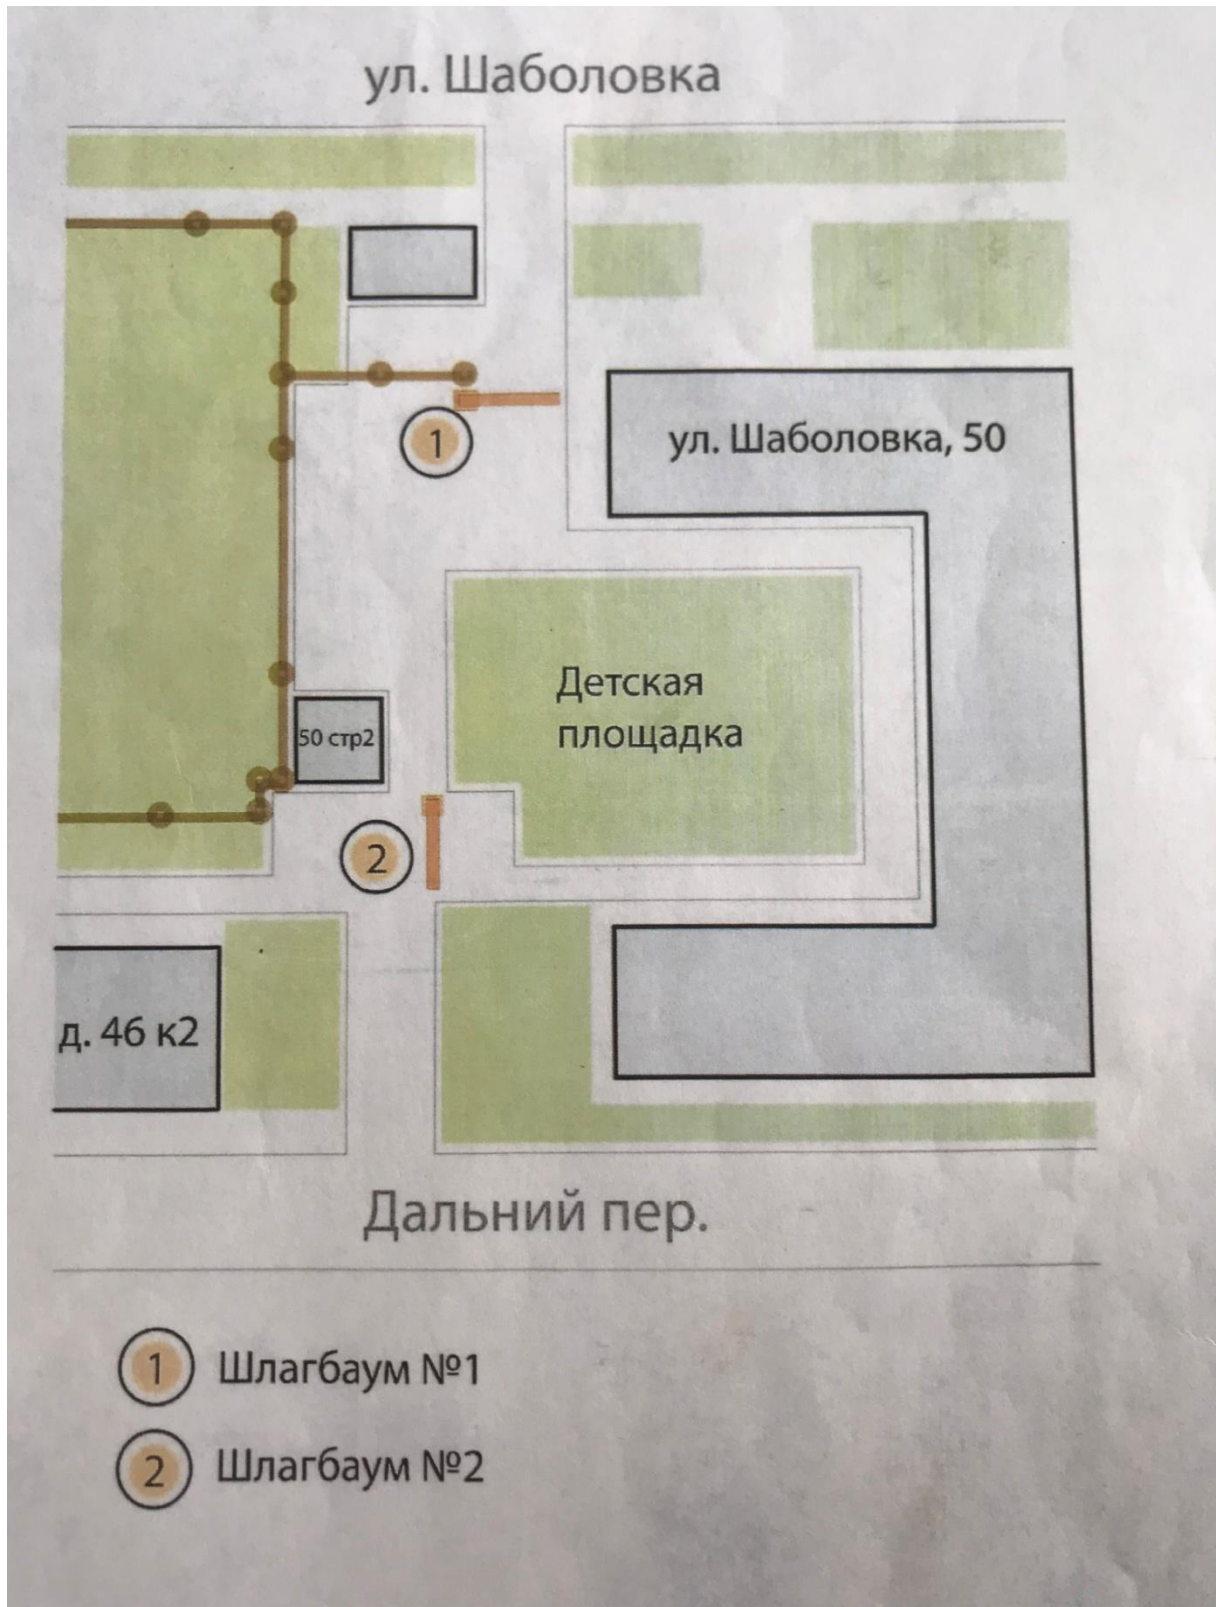 ул. Шаболовка
1
ул. Шаболовка, 50
Детская
площадка
50 стр2
2
д. 46 к2
Дальний пер.
1 Шлагбаум №1
2 Шлагбаум №2